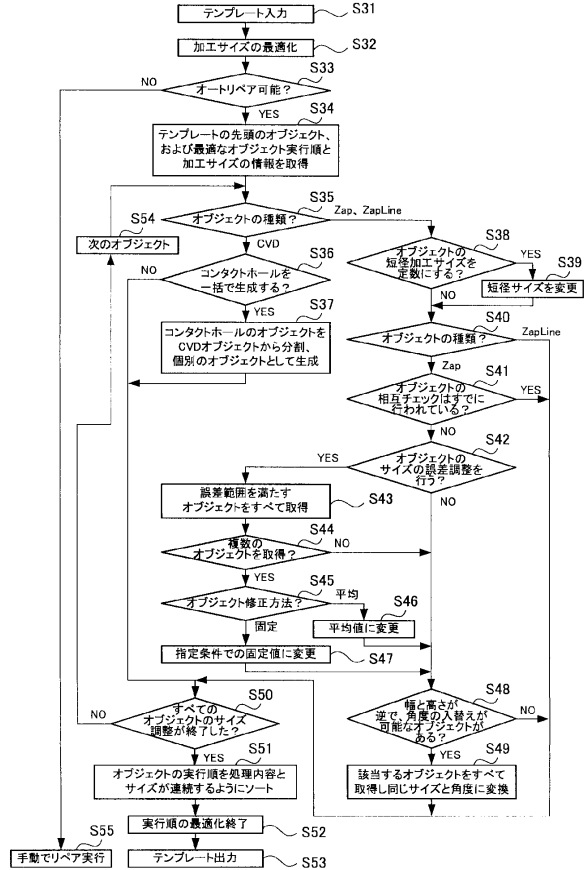 テンプレート入力
S31
加工サイズの最適化
S32
S33
NO
オートリペア可能?
YES
S34
テンプレートの先頭のオブジェクト、
および最適なオブジェクト実行順と
加工サイズの情報を取得
S35
オブジェクトの種類?
Zap、ZapLine
CVD
S54
次のオブジェクト
S36
NO
コンタクトホールを
一括で生成する?
YES
S37
コンタクトホールのオブジェクトを
CVDオブジェクトから分割、
個別のオブジェクトとして生成
S38
オブジェクトの
短径加工サイズを
定数にする?
YES
S39
短径サイズを変更
NO
S40
オブジェクトの種類?
ZapLine
Zap
S41
オブジェクトの
相互チェックはすでに
行われている?
YES
NO
S42
オブジェクトの
サイズの誤差調整を
行う?
YES
NO
誤差範囲を満たす
オブジェクトをすべて取得
S43
S44
複数の
オブジェクトを取得?
NO
YES
S45
オブジェクト修正方法?
平均
S46
平均値に変更
固定
指定条件での固定値に変更
S47
S48
幅と高さが
逆で、角度の入替えが
可能なオブジェクトが
ある?
NO
YES
S49
該当するオブジェクトをすべて
取得し同じサイズと角度に変換
S50
すべての
オブジェクトのサイズ
調整が終了した?
NO
YES
S51
オブジェクトの実行順を処理内容と
サイズが連続するようにソート
実行順の最適化終了
S52
テンプレート出力
S53
S55
手動でリペア実行